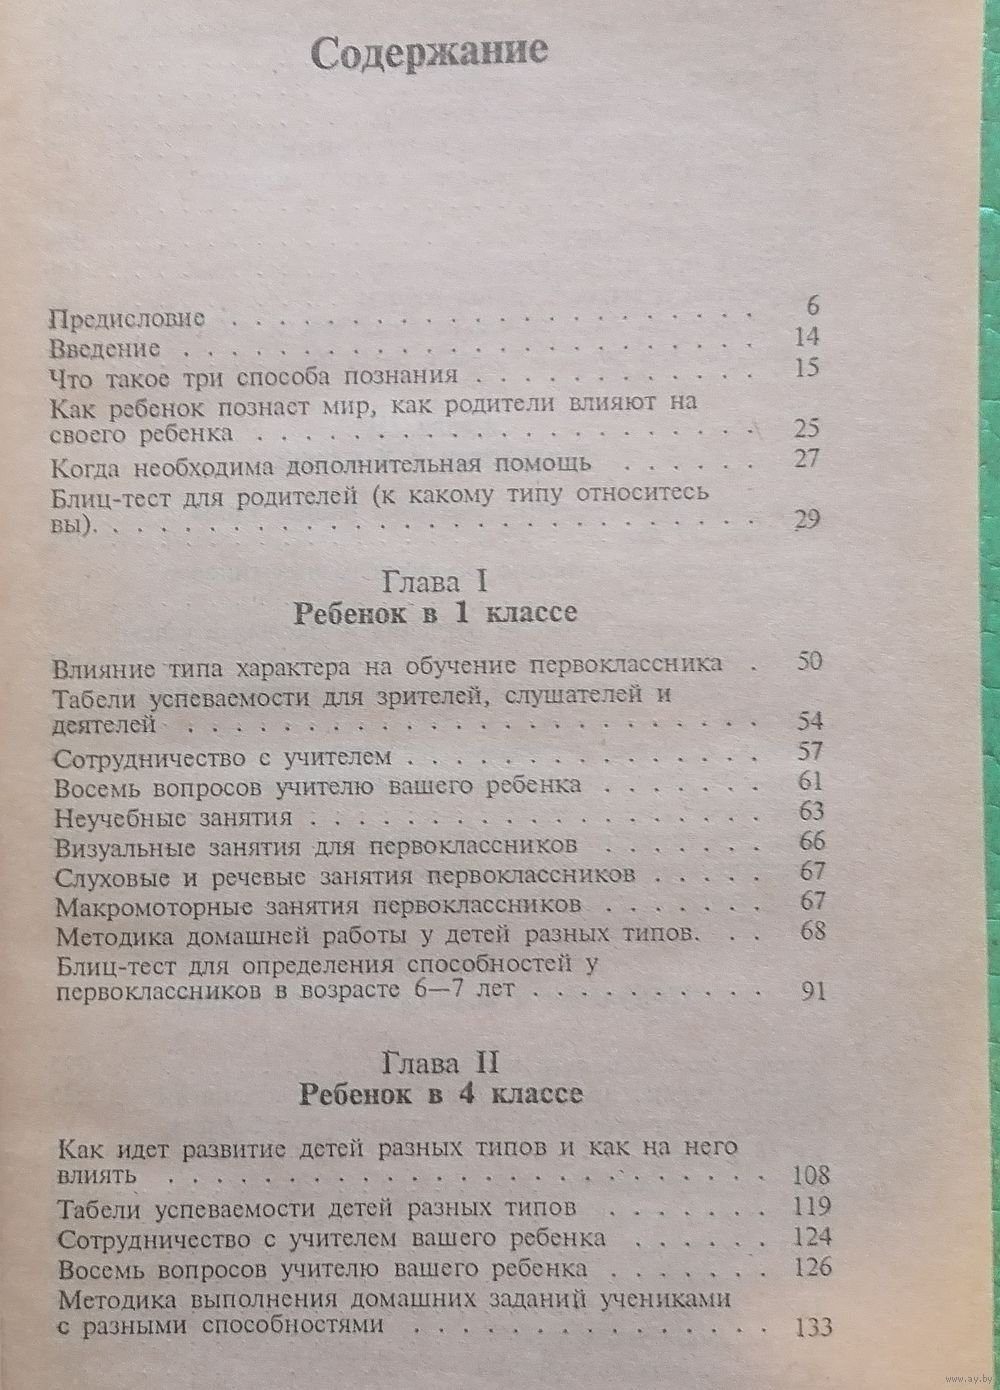 Содержание
Предисловие . . . . . . . . . . . . . . . . . . . . . . 6
Введение . . . . . . . . . . . . . . . . . . . . . . . . 14
Что такое три способа познания . . . . . . . . . . . . 15
Как ребенок познает мир, как родители влияют на
своего ребенка . . . . . . . . . . . . . . . . . . . . . 25
Когда необходима дополнительная помощь . . . . . . 27
Блиц-тест для родителей (к какому типу относитесь
вы). . . . . . . . . . . . . . . . . . . . . . . . . . . . 29
Глава I
Ребенок в 1 классе
Влияние типа характера на обучение первоклассника . 50
Табели успеваемости для зрителей, слушателей и
деятелей . . . . . . . . . . . . . . . . . . . . . . . . 54
Сотрудничество с учителем . . . . . . . . . . . . . . . 57
Восемь вопросов учителю вашего ребенка . . . . . . . 61
Неучебные занятия . . . . . . . . . . . . . . . . . . . 63
Визуальные занятия для первоклассников . . . . . . . 66
Слуховые и речевые занятия первоклассников . . . . . 67
Макромоторные занятия первоклассников . . . . . . . 67
Методика домашней работы у детей разных типов. . . 68
Блиц-тест для определения способностей у
первоклассников в возрасте 6—7 лет . . . . . . . . . . 91
Глава II
Ребенок в 4 классе
Как идет развитие детей разных типов и как на него
влиять . . . . . . . . . . . . . . . . . . . . . . . . . 108
Табели успеваемости детей разных типов . . . . . . . 119
Сотрудничество с учителем вашего ребенка . . . . . . 124
Восемь вопросов учителю вашего ребенка . . . . . . . 126
Методика выполнения домашних заданий учениками
с разными способностями . . . . . . . . . . . . . . . 133
www.ay.by